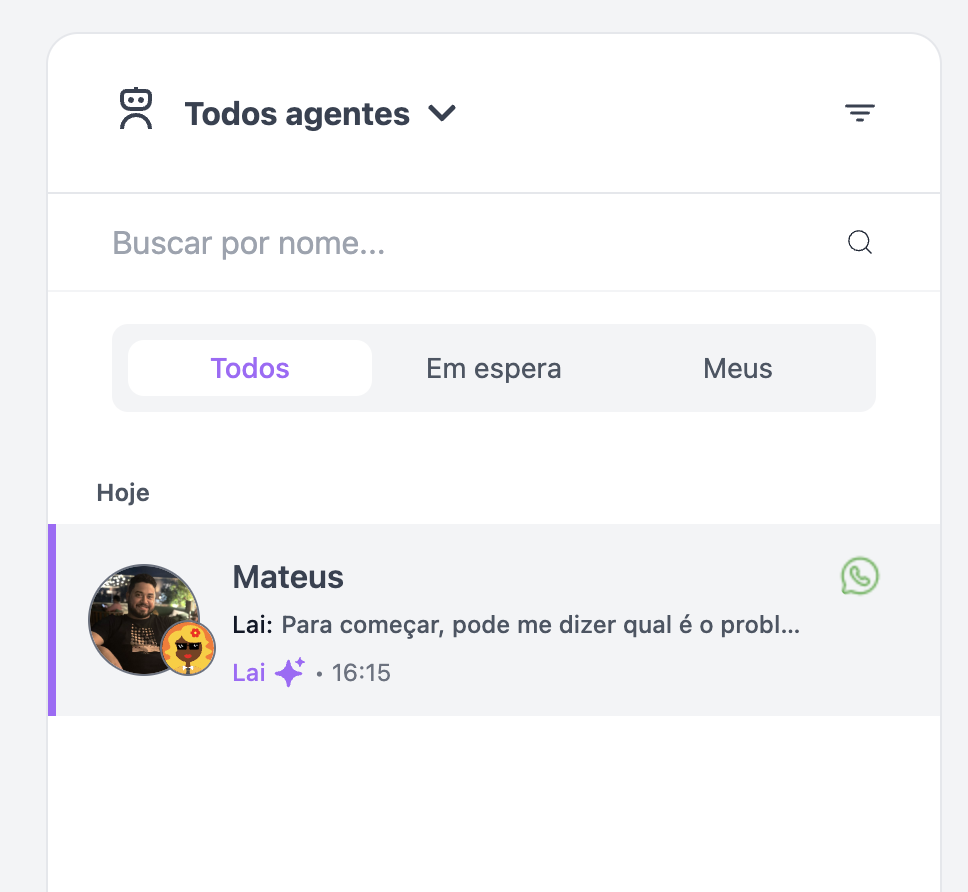 Todos agentes
Buscar por nome...
Todos
Em espera
Meus
Hoje
Mateus
Lai: Para começar, pode me dizer qual é o probl...
Lai • 16:15